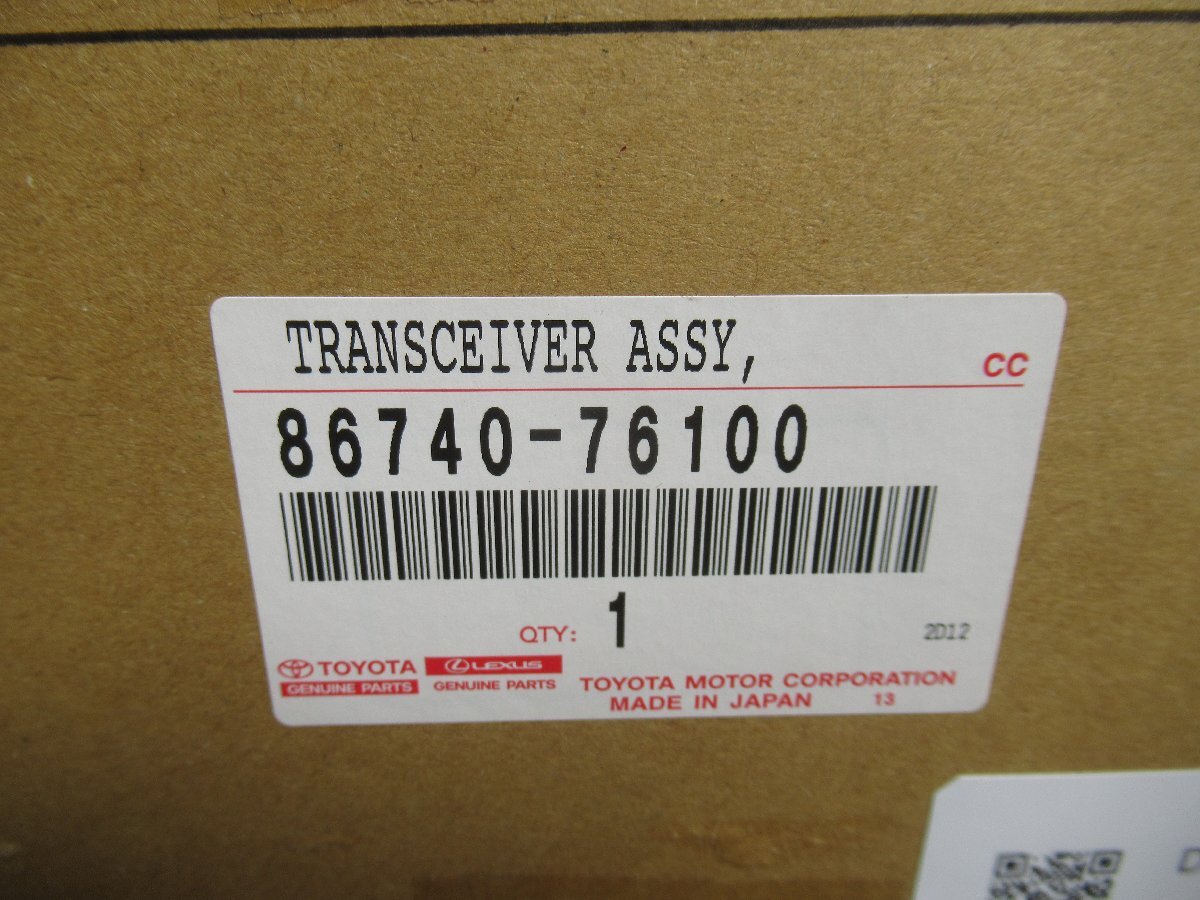 TRANSCEIVER ASSY,
CC
86740-76100
QTY: 1
2D12
TOYOTA
GENUINE PARTS
LEXUS
GENUINE PARTS
TOYOTA MOTOR CORPORATION
MADE IN JAPAN 13